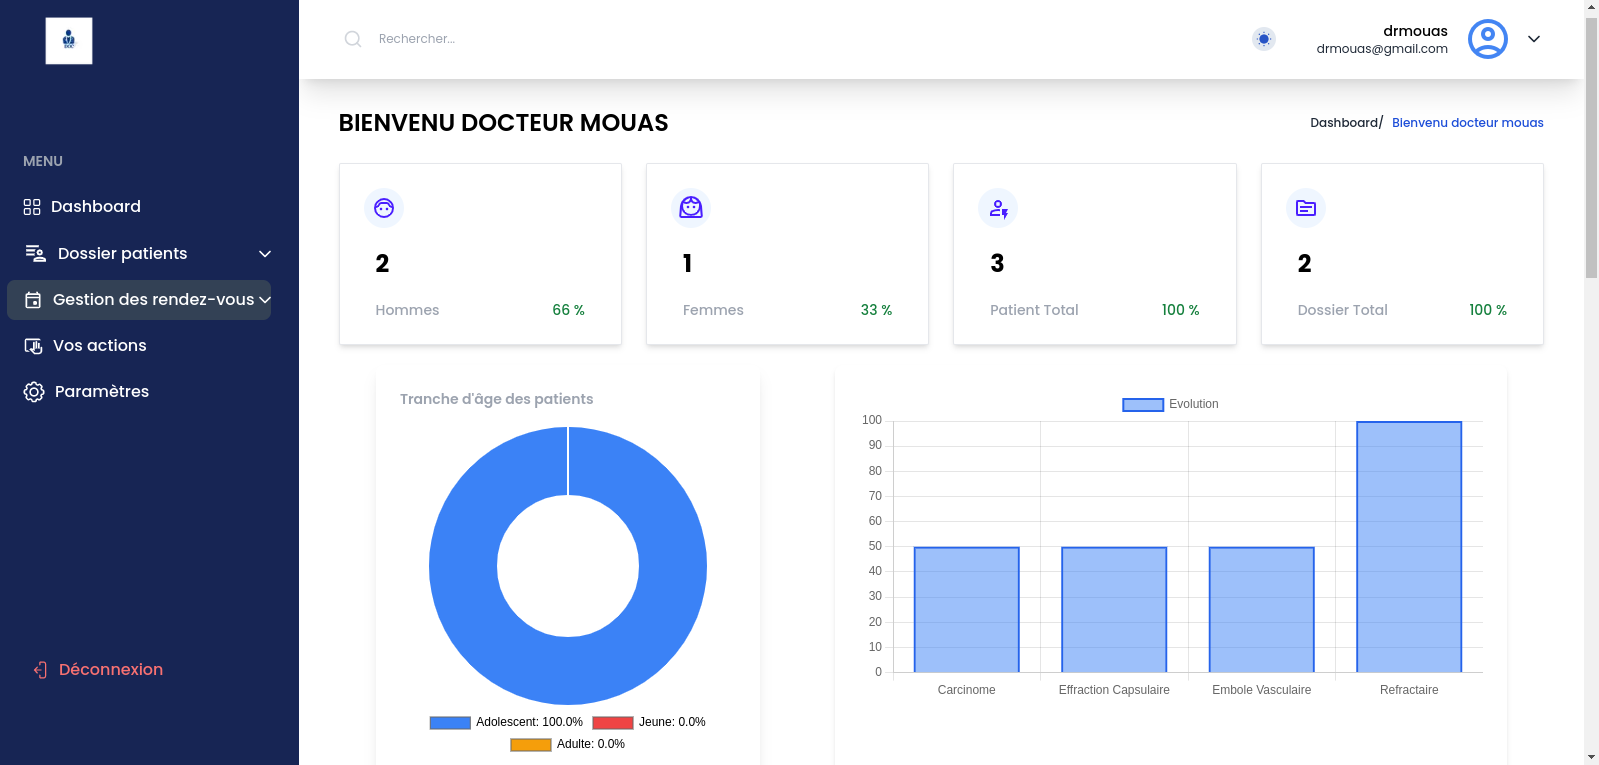 DOC
Rechercher...
drmouas
drmouas@gmail.com
BIENVENU DOCTEUR MOUAS
Dashboard/ Bienvenu docteur mouas
MENU
Dashboard
Dossier patients
Gestion des rendez-vous
Vos actions
Paramètres
Déconnexion
2
Hommes 66 %
1
Femmes 33 %
3
Patient Total 100 %
2
Dossier Total 100 %
Tranche d'âge des patients
Adolescent: 100.0% Jeune: 0.0%
Adulte: 0.0%
Evolution
100
90
80
70
60
50
40
30
20
10
0
Carcinome Effraction Capsulaire Embole Vasculaire Refractaire